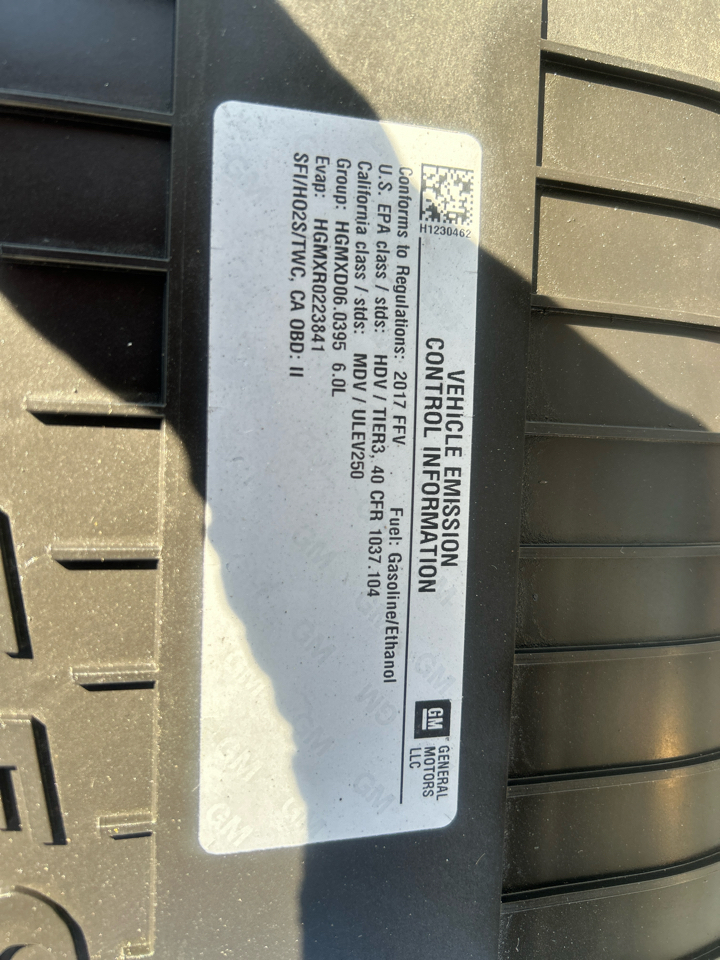 H1230462
VEHICLE EMISSION
CONTROL INFORMATION
GM
GENERAL
MOTORS
LLC
Conforms to Regulations: 2017 FFV Fuel: Gasoline/Ethanol
U.S. EPA class / stds: HDV / TIER3, 40 CFR 1037.104
California class / stds: MDV / ULEV250
Group: HGMXD06.0395 6.0L
Evap: HGMXR0223841
SFI/HO2S/TWC, CA OBD: II